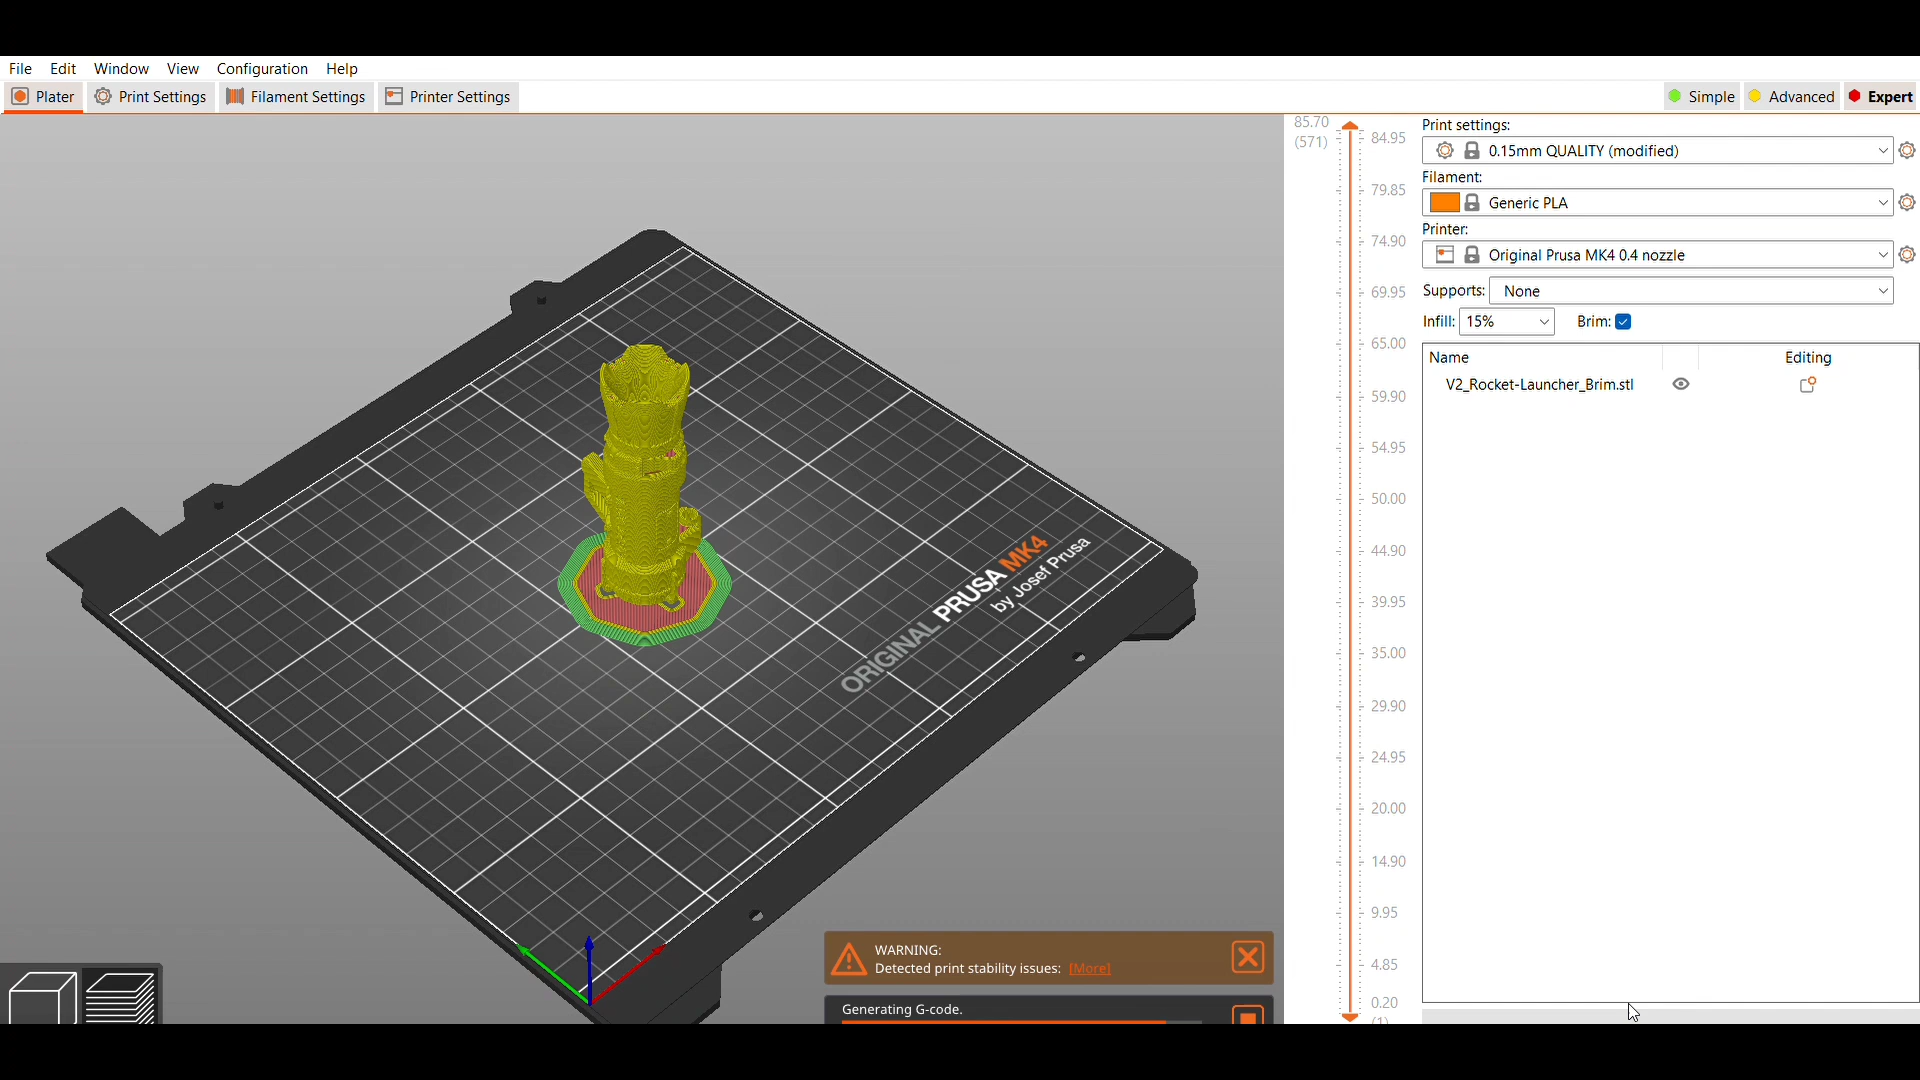 File Edit Window View Configuration Help
Plater Print Settings Filament Settings Printer Settings Simple Advanced Expert
85.70
(571)
84.95
79.85
74.90
69.95
65.00
59.90
54.95
50.00
44.90
39.95
35.00
29.90
24.95
20.00
14.90
9.95
4.85
0.20
(1)
Print settings:
0.15mm QUALITY (modified)
Filament:
Generic PLA
Printer:
Original Prusa MK4 0.4 nozzle
Supports: None
Infill: 15% Brim:
Name Editing
V2_Rocket-Launcher_Brim.stl
ORIGINAL PRUSA MK4
by Josef Prusa
WARNING:
Detected print stability issues: [More]
Generating G-code.